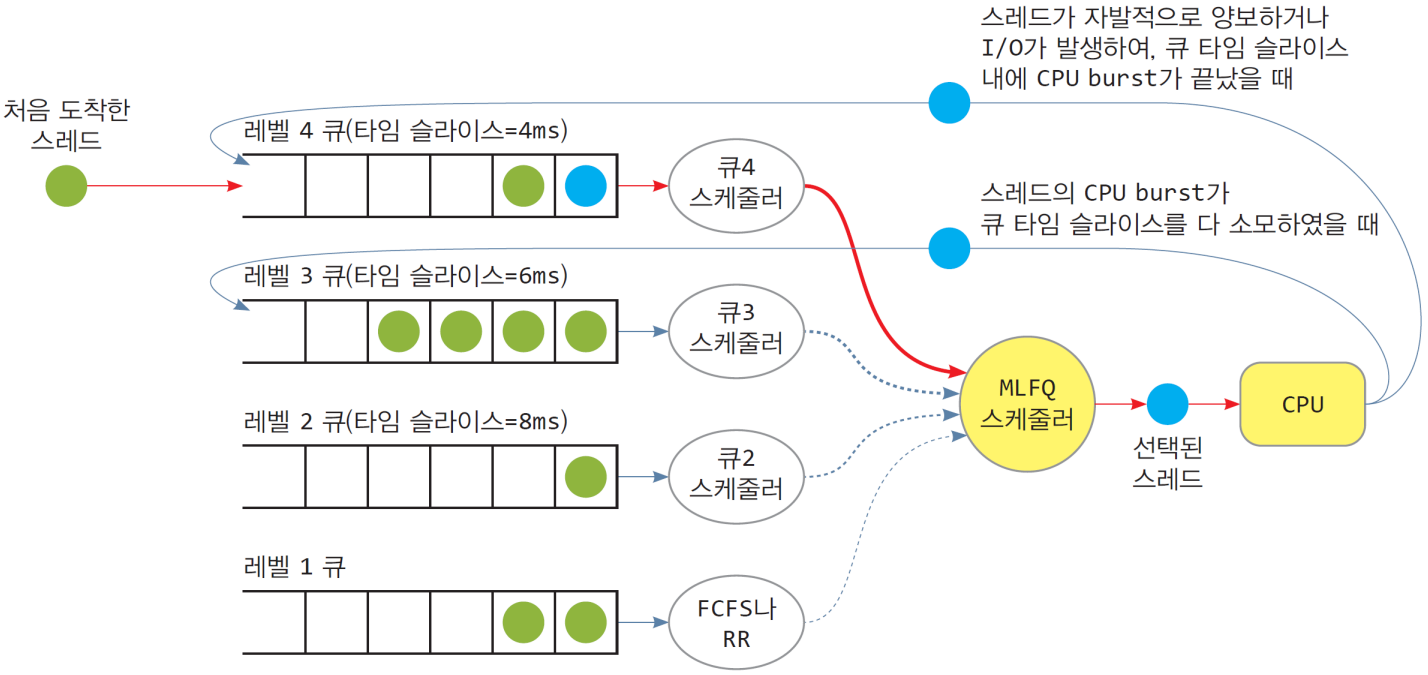 스레드가 자발적으로 양보하거나
I/O가 발생하여, 큐 타임 슬라이스
내에 CPU burst가 끝났을 때
처음 도착한
스레드
레벨 4 큐(타임 슬라이스=4ms)
큐4
스케줄러
스레드의 CPU burst가
큐 타임 슬라이스를 다 소모하였을 때
레벨 3 큐(타임 슬라이스=6ms)
큐3
스케줄러
MLFQ
스케줄러
CPU
선택된
스레드
레벨 2 큐(타임 슬라이스=8ms)
큐2
스케줄러
레벨 1 큐
FCFS나
RR